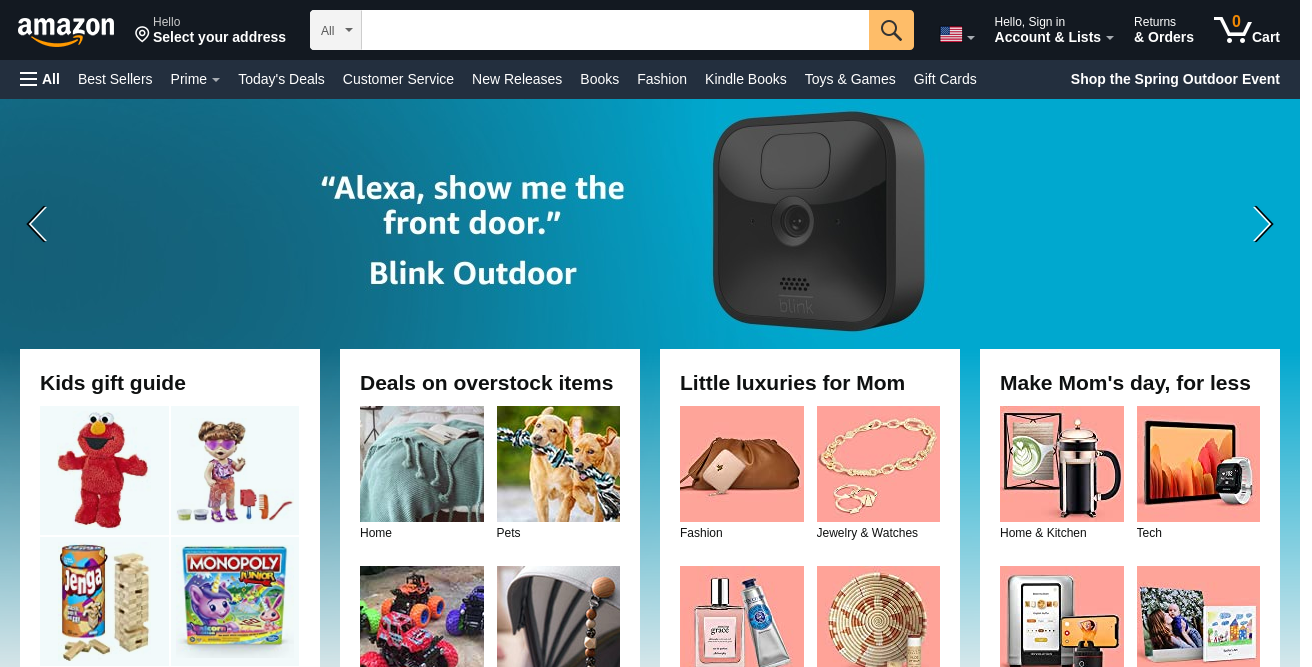 amazon
Hello
Select your address
All
Hello, Sign in
Account & Lists
Returns
& Orders
0
Cart
All
Best Sellers
Prime
Today's Deals
Customer Service
New Releases
Books
Fashion
Kindle Books
Toys & Games
Gift Cards
Shop the Spring Outdoor Event
“Alexa, show me the
front door.”
Blink Outdoor
blink
Kids gift guide
Jenga
MONOPOLY
JUNIOR
Deals on overstock items
Home
Pets
Little luxuries for Mom
Fashion
Jewelry & Watches
grace
Make Mom's day, for less
Home & Kitchen
Tech